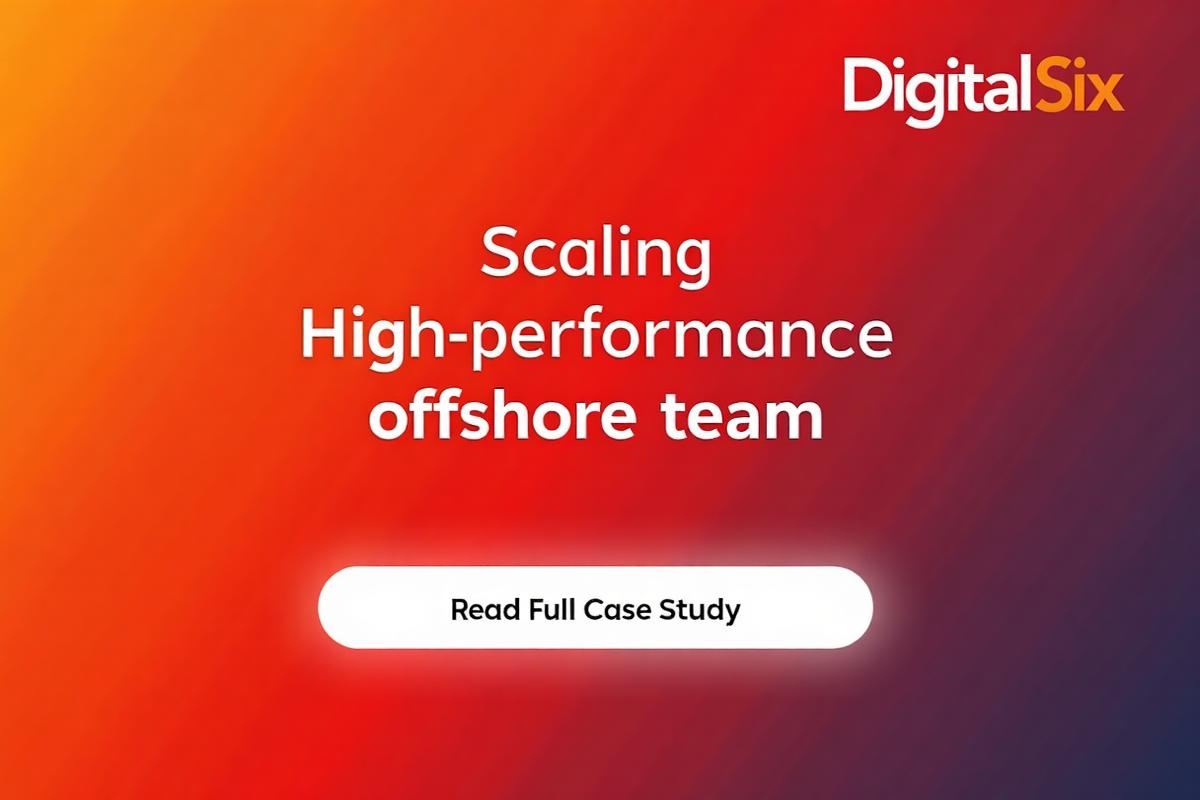 DigitalSix
Scaling
High-performance
offshore team
Read Full Case Study